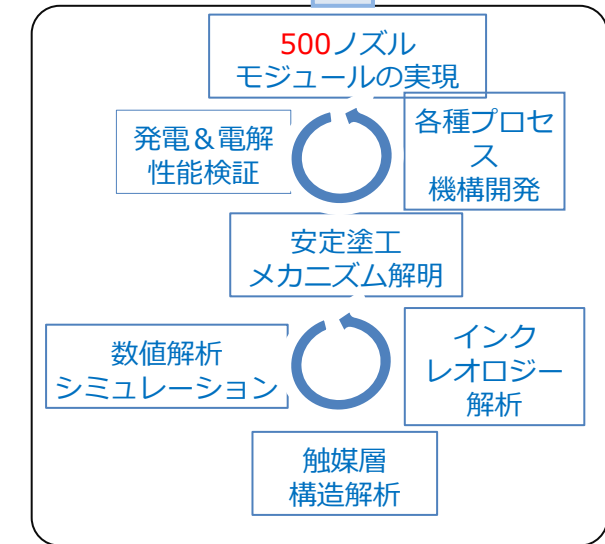 500ノズル
モジュールの実現
発電＆電解
性能検証
各種プロセ
ス
機構開発
安定塗工
メカニズム解明
数値解析
シミュレーション
インク
レオロジー
解析
触媒層
構造解析